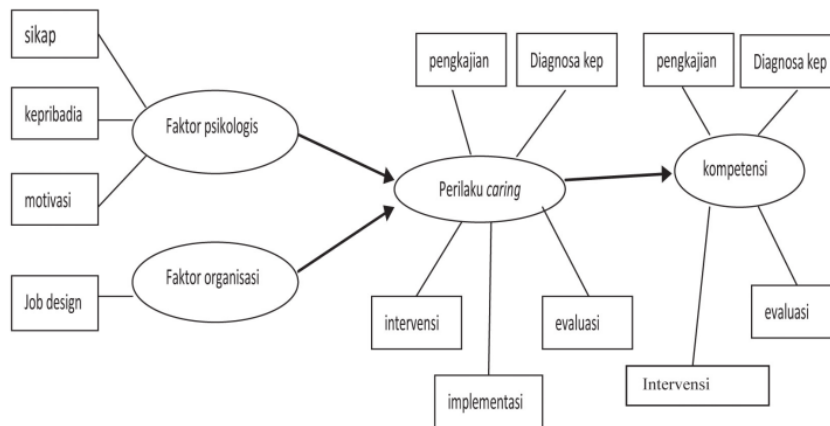 sikap
kepribadia
motivasi
Job design
Faktor psikologis
Faktor organisasi
pengkajian
Diagnosa kep
Perilaku caring
intervensi
implementasi
evaluasi
pengkajian
Diagnosa kep
kompetensi
evaluasi
Intervensi